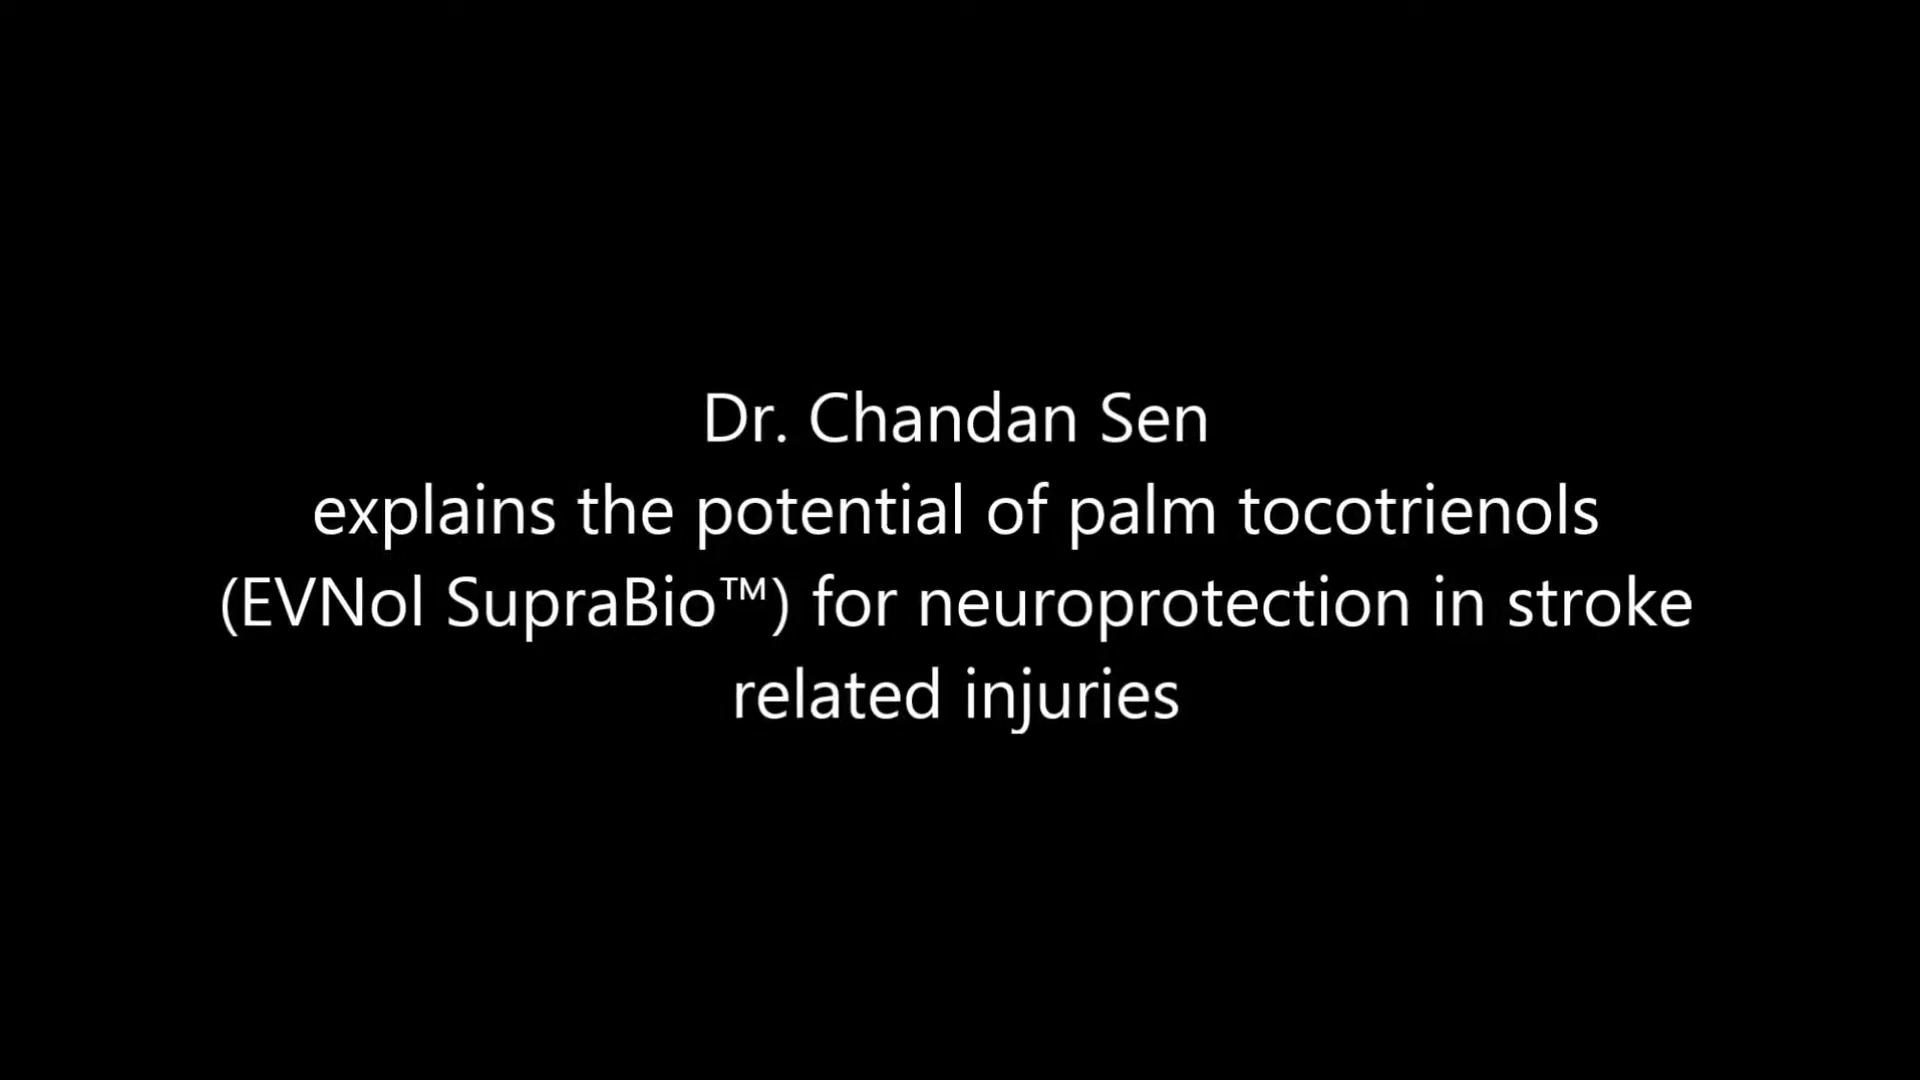 Dr. Chandan Sen
explains the potential of palm tocotrienols
(EVNol SupraBio™) for neuroprotection in stroke
related injuries